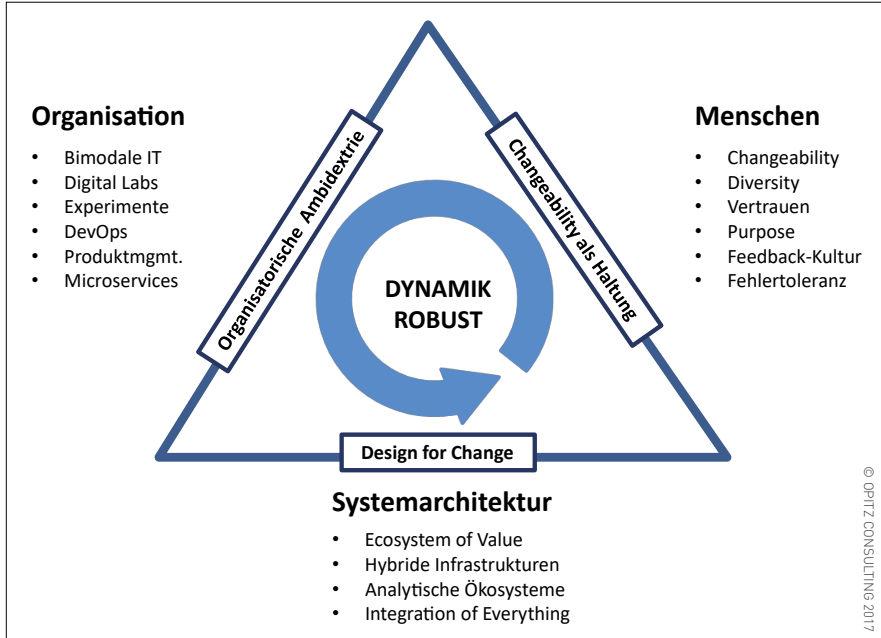 Organisation
• Bimodale IT
• Digital Labs
• Experimente
• DevOps
• Produktmgmt.
• Microservices
Organisatorische Ambidextrie
Changeability als Haltung
Menschen
• Changeability
• Diversity
• Vertrauen
• Purpose
• Feedback-Kultur
• Fehlertoleranz
DYNAMIK
ROBUST
Design for Change
Systemarchitektur
• Ecosystem of Value
• Hybride Infrastrukturen
• Analytische Ökosysteme
• Integration of Everything
© OPITZ CONSULTING 2017